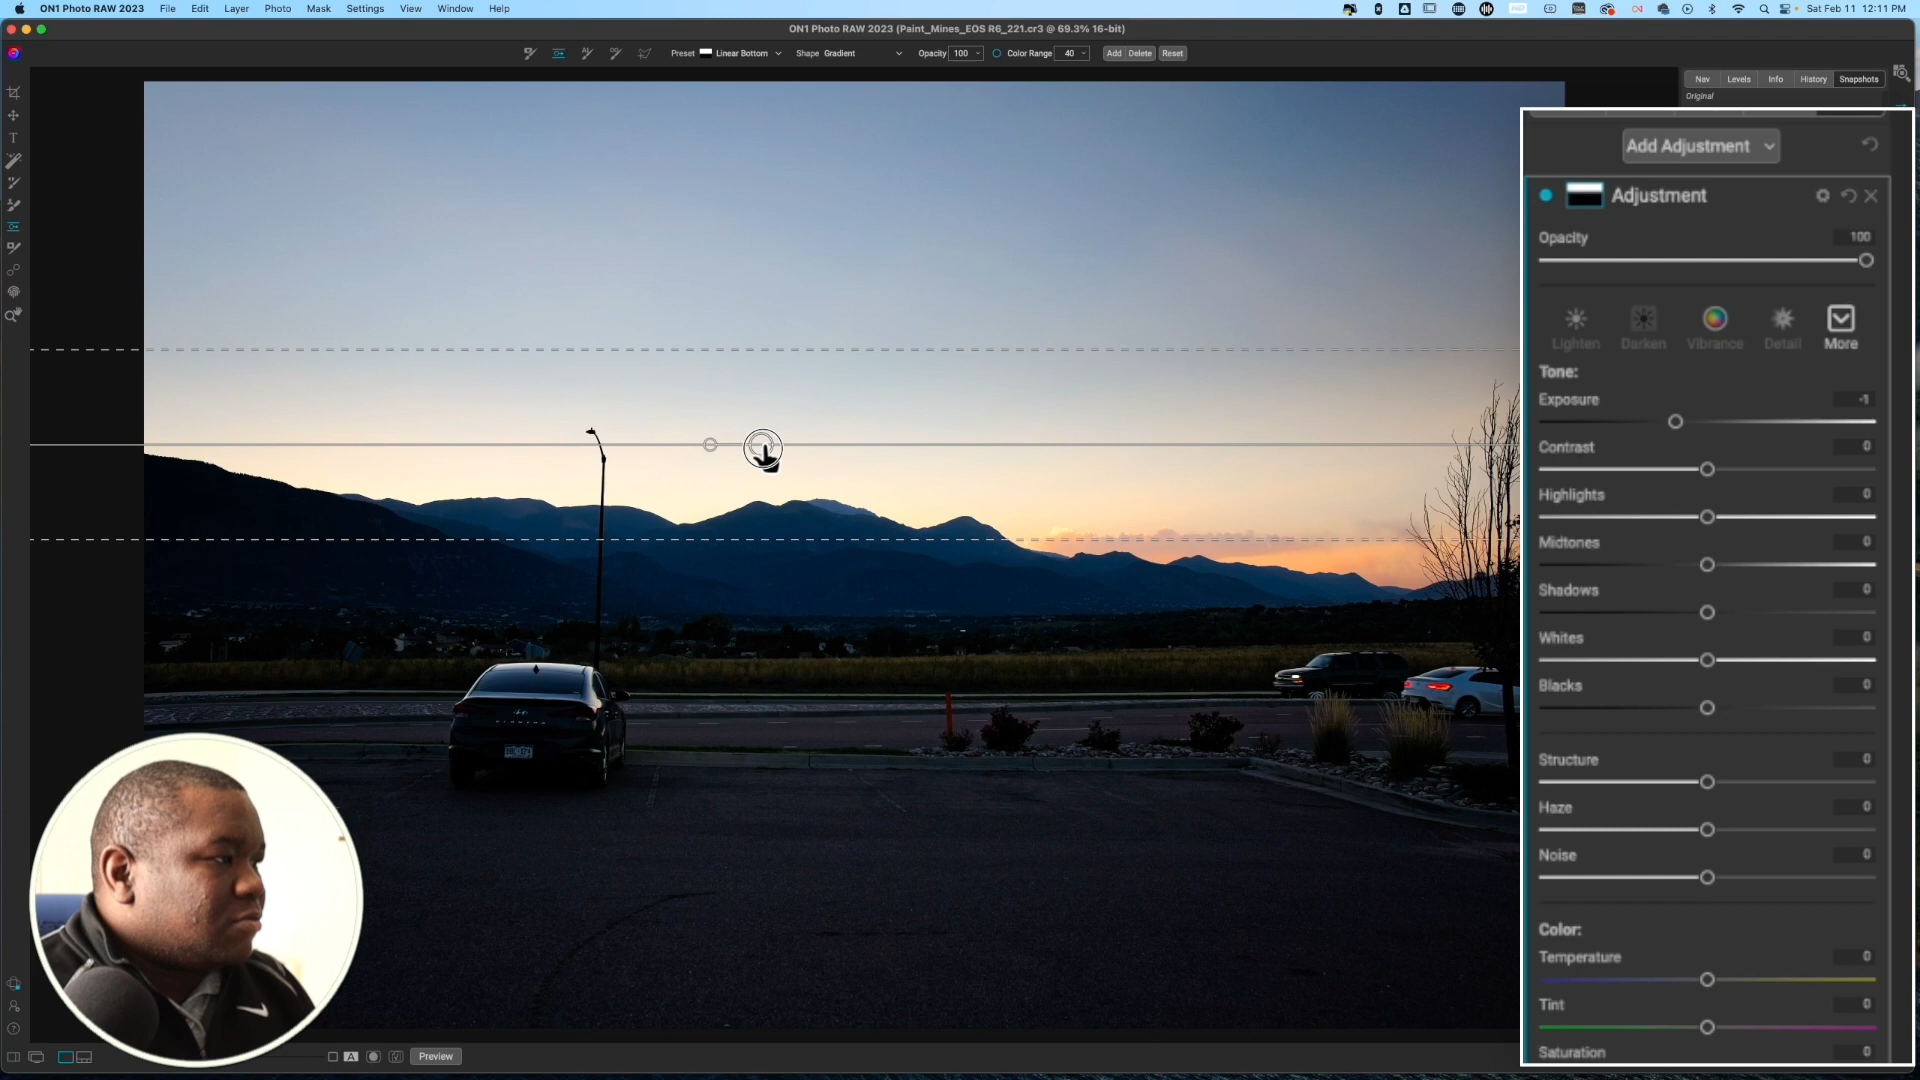 ON1 Photo RAW 2023 File Edit Layer Photo Mask Settings View Window Help Sat Feb 11 12:11 PM
ON1 Photo RAW 2023 (Paint_Mines_EOS R6_221.cr3 @ 69.3% 16-bit)
Preset Linear Bottom Shape Gradient Opacity 100 Color Range 40 Add Delete Reset
Nav Levels Info History Snapshots
Original
Add Adjustment
Adjustment
Opacity 100
Lighten Darken Vibrance Detail More
Tone:
Exposure -1
Contrast 0
Highlights 0
Midtones 0
Shadows 0
Whites 0
Blacks 0
Structure 0
Haze 0
Noise 0
Color:
Temperature 0
Tint 0
Saturation 0
A Preview